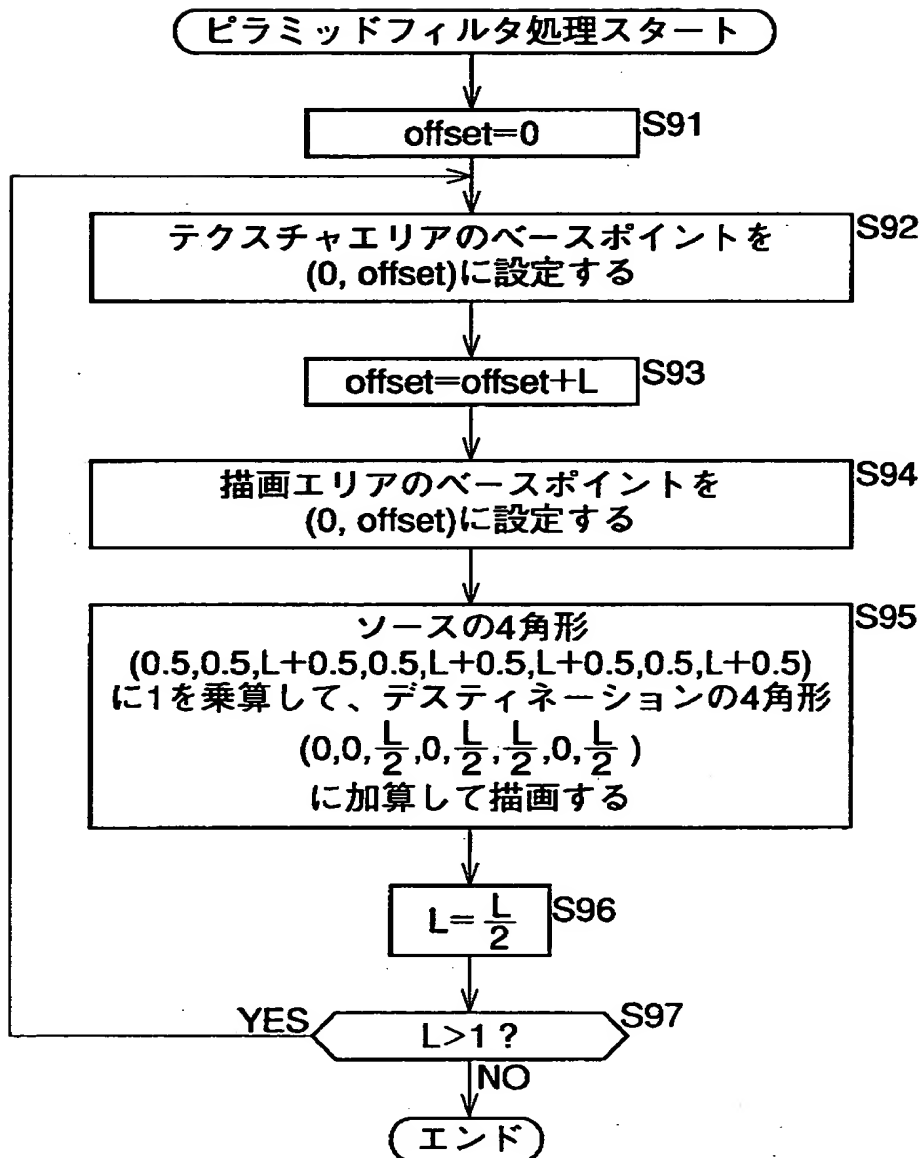 ピラミッドフィルタ処理スタート
offset=0
S91
テクスチャエリアのベースポイントを
(0, offset)に設定する
S92
offset=offset+L
S93
描画エリアのベースポイントを
(0, offset)に設定する
S94
ソースの4角形
(0.5,0.5,L+0.5,0.5,L+0.5,L+0.5,0.5,L+0.5)
に1を乗算して、デスティネーションの4角形
(0,0,L/2,0,L/2,L/2,0,L/2)
に加算して描画する
S95
L=L/2
S96
YES
L>1?
S97
NO
エンド